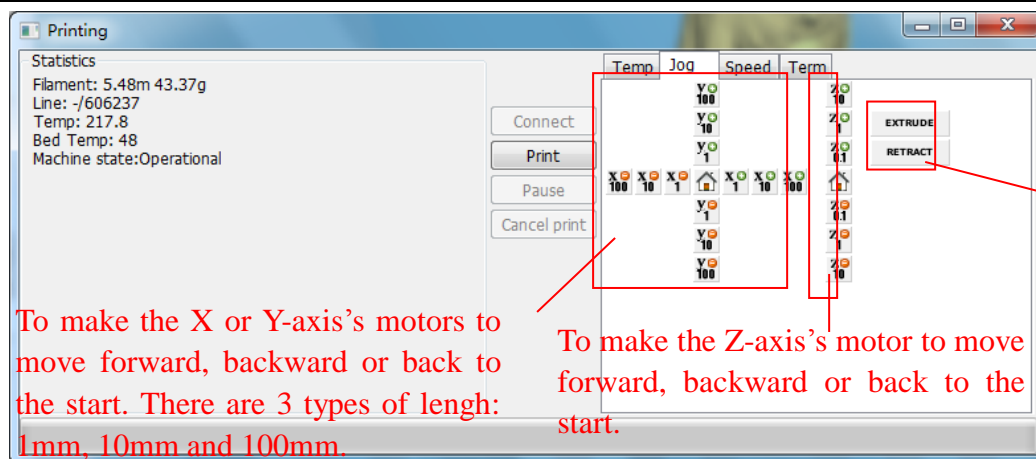 Printing
Statistics
Filament: 5.48m 43.37g
Line: -/606237
Temp: 217.8
Bed Temp: 48
Machine state:Operational
Connect
Print
Pause
Cancel print
Temp Jog Speed Term
y 100
y 10
y 1
x 100 x 10 x 1 x 1 x 10 x 100
y 1
y 10
y 100
z 10
z 1
z 0.1
z 0.1
z 1
z 10
EXTRUDE
RETRACT
To make the X or Y-axis’s motors to
move forward, backward or back to
the start. There are 3 types of lengh:
1mm, 10mm and 100mm.
To make the Z-axis’s motor to move
forward, backward or back to the
start.